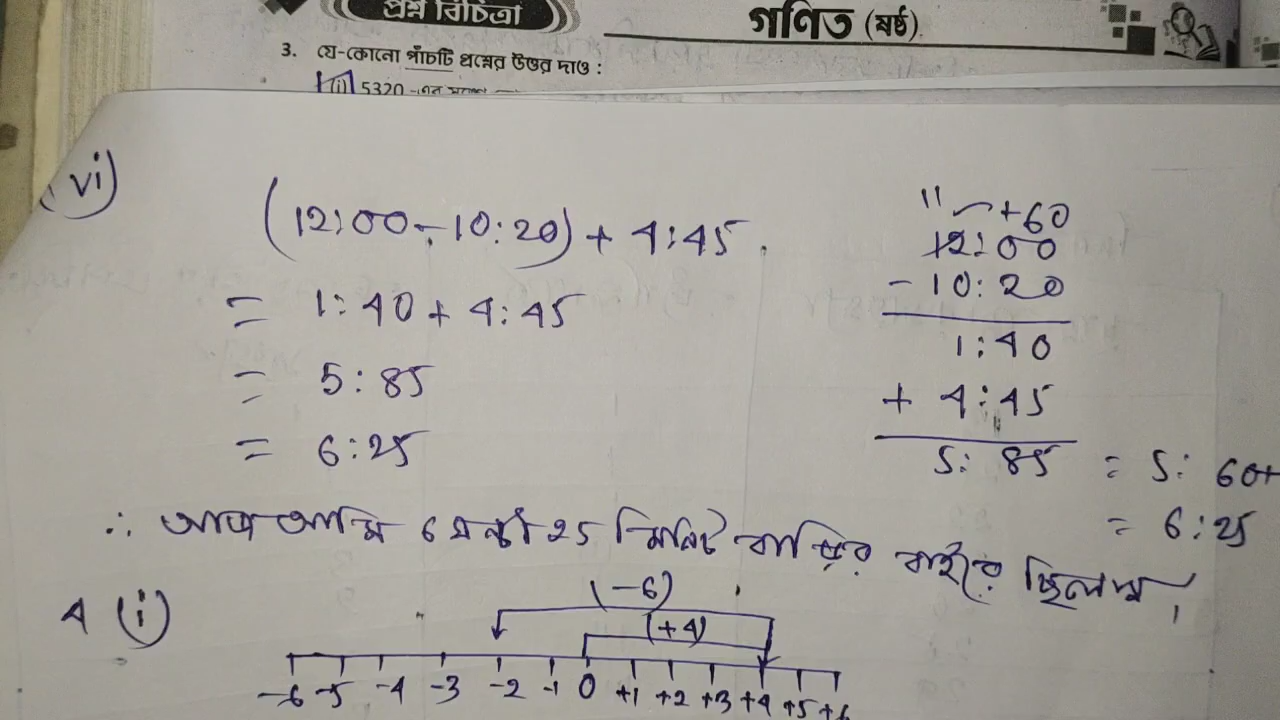 প্রশ্ন বিচিত্রা
গণিত (ষষ্ঠ)
3. যে-কোনো পাঁচটি প্রশ্নের উত্তর দাও :
(i) 5320
vi)
(12:00 - 10:20) + 4:45
= 1:40 + 4:45
= 5:85
= 6:25
11 +60
12:00
- 10:20
1:40
+ 4:45
5: 85 = 5: 60+
= 6:25
∴ আজ আমি 6 ঘন্টা 25 মিনিট বাড়ির বাইরে ছিলাম।
4 (i)
(-6)
(+4)
-6 -5 -4 -3 -2 -1 0 +1 +2 +3 +4 +5 +6